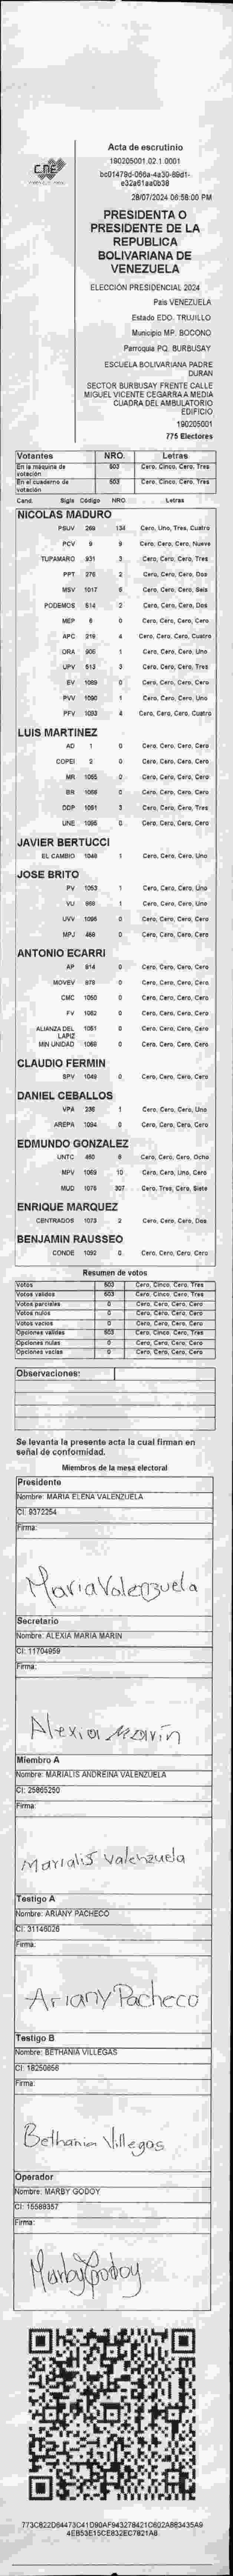 CNE
Acta de escrutinio
190205001.02.1.0001
28/07/2024 06:58:00 PM
PRESIDENTA O
PRESIDENTE DE LA
REPUBLICA
BOLIVARIANA DE
VENEZUELA
ELECCIÓN PRESIDENCIAL 2024
Pais VENEZUELA
Estado EDO. TRUJILLO
Municipio MP. BOCONO
Parroquia PQ. BURBUSAY
ESCUELA BOLIVARIANA PADRE
DURAN
SECTOR BURBUSAY FRENTE CALLE
MIGUEL VICENTE CEGARRA A MEDIA
CUADRA DEL AMBULATORIO
EDIFICIO
190205001
775 Electores
Votantes NRO. Letras
En la máquina de votación 503 Cero, Cinco, Cero, Tres
En el cuaderno de votación 503 Cero, Cinco, Cero, Tres
Cand. Sigla Código NRO Letras
NICOLAS MADURO
PSUV 269 134 Cero, Uno, Tres, Cuatro
PCV 9 9 Cero, Cero, Cero, Nueve
TUPAMARO 931 3 Cero, Cero, Cero, Tres
PPT 276 2 Cero, Cero, Cero, Dos
MSV 1017 6 Cero, Cero, Cero, Seis
PODEMOS 514 2 Cero, Cero, Cero, Dos
MEP 6 0 Cero, Cero, Cero, Cero
APC 219 4 Cero, Cero, Cero, Cuatro
ORA 906 1 Cero, Cero, Cero, Uno
UPV 513 3 Cero, Cero, Cero, Tres
EV 1089 0 Cero, Cero, Cero, Cero
PVV 1090 1 Cero, Cero, Cero, Uno
PFV 1093 4 Cero, Cero, Cero, Cuatro
LUIS MARTINEZ
AD 1 0 Cero, Cero, Cero, Cero
COPEI 2 0 Cero, Cero, Cero, Cero
MR 1065 0 Cero, Cero, Cero, Cero
BR 1066 0 Cero, Cero, Cero, Cero
DDP 1091 3 Cero, Cero, Cero, Tres
UNE 1096 0 Cero, Cero, Cero, Cero
JAVIER BERTUCCI
EL CAMBIO 1048 1 Cero, Cero, Cero, Uno
JOSE BRITO
PV 1053 1 Cero, Cero, Cero, Uno
VU 868 1 Cero, Cero, Cero, Uno
UVV 1095 0 Cero, Cero, Cero, Cero
MPJ 468 0 Cero, Cero, Cero, Cero
ANTONIO ECARRI
AP 814 0 Cero, Cero, Cero, Cero
MOVEV 978 0 Cero, Cero, Cero, Cero
CMC 1050 0 Cero, Cero, Cero, Cero
FV 1062 0 Cero, Cero, Cero, Cero
ALIANZA DEL LAPIZ 1051 0 Cero, Cero, Cero, Cero
MIN UNIDAD 1068 0 Cero, Cero, Cero, Cero
CLAUDIO FERMIN
SPV 1049 0 Cero, Cero, Cero, Cero
DANIEL CEBALLOS
VPA 236 1 Cero, Cero, Cero, Uno
AREPA 1094 0 Cero, Cero, Cero, Cero
EDMUNDO GONZALEZ
UNTC 460 8 Cero, Cero, Cero, Ocho
MPV 1069 10 Cero, Cero, Uno, Cero
MUD 1076 307 Cero, Tres, Cero, Siete
ENRIQUE MARQUEZ
CENTRADOS 1073 2 Cero, Cero, Cero, Dos
BENJAMIN RAUSSEO
CONDE 1092 0 Cero, Cero, Cero, Cero
Resumen de votos
Votos 503 Cero, Cinco, Cero, Tres
Votos validos 503 Cero, Cinco, Cero, Tres
Votos parciales 0 Cero, Cero, Cero, Cero
Votos nulos 0 Cero, Cero, Cero, Cero
Votos vacios 0 Cero, Cero, Cero, Cero
Opciones validas 503 Cero, Cinco, Cero, Tres
Opciones nulas 0 Cero, Cero, Cero, Cero
Opciones vacias 0 Cero, Cero, Cero, Cero
Observaciones:
Se levanta la presente acta la cual firman en
señal de conformidad.
Miembros de la mesa electoral
Presidente
Nombre: MARIA ELENA VALENZUELA
CI: 9372254
Firma:
Maria Valenzuela
Secretario
Nombre: ALEXIA MARIA MARIN
CI: 11704959
Firma:
Alexia Marín
Miembro A
Nombre: MARIALIS ANDREINA VALENZUELA
CI: 25865250
Firma:
Marialis Valenzuela
Testigo A
Nombre: ARIANY PACHECO
CI: 31146026
Firma:
Ariany Pacheco
Testigo B
Nombre: BETHANIA VILLEGAS
CI: 18250856
Firma:
Bethania Villegas
Operador
Nombre: MARBY GODOY
CI: 15588357
Firma:
Marby Godoy